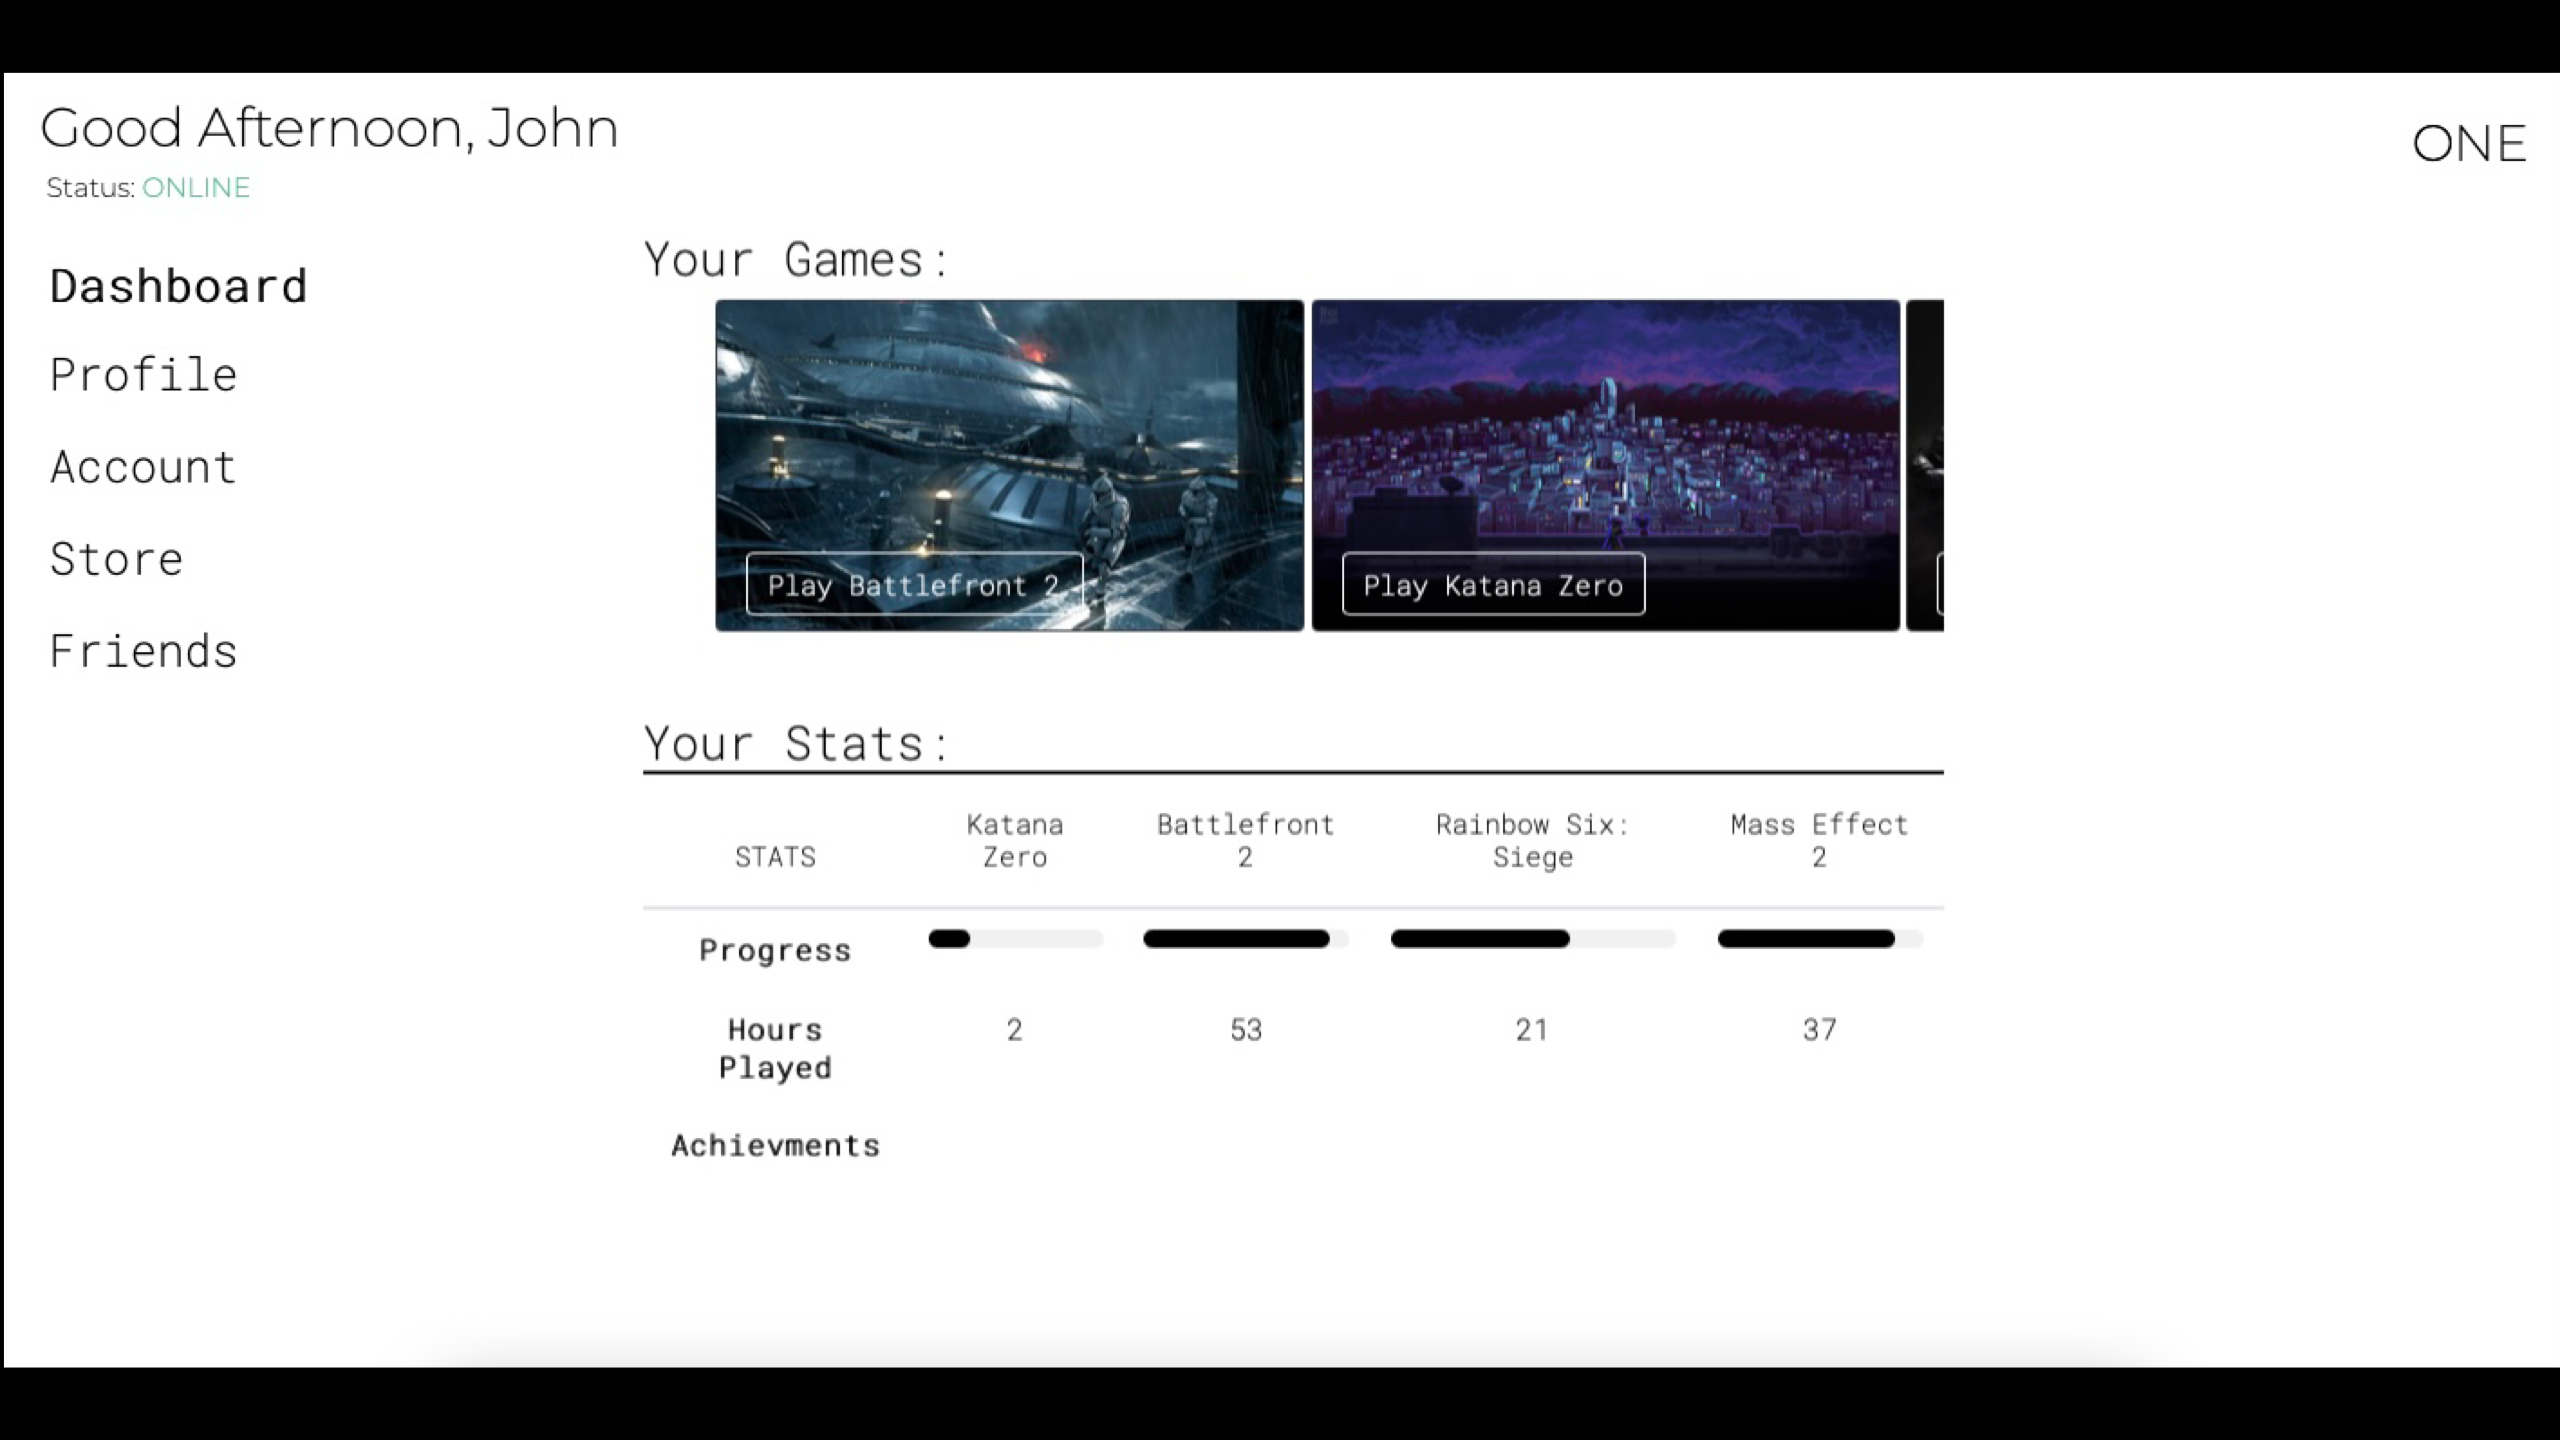 Good Afternoon, John
ONE
Status: ONLINE
Dashboard
Profile
Account
Store
Friends
Your Games:
Play Battlefront 2
Play Katana Zero
Your Stats:
STATS
Katana
Zero
Battlefront
2
Rainbow Six:
Siege
Mass Effect
2
Progress
Hours
Played
2
53
21
37
Achievments